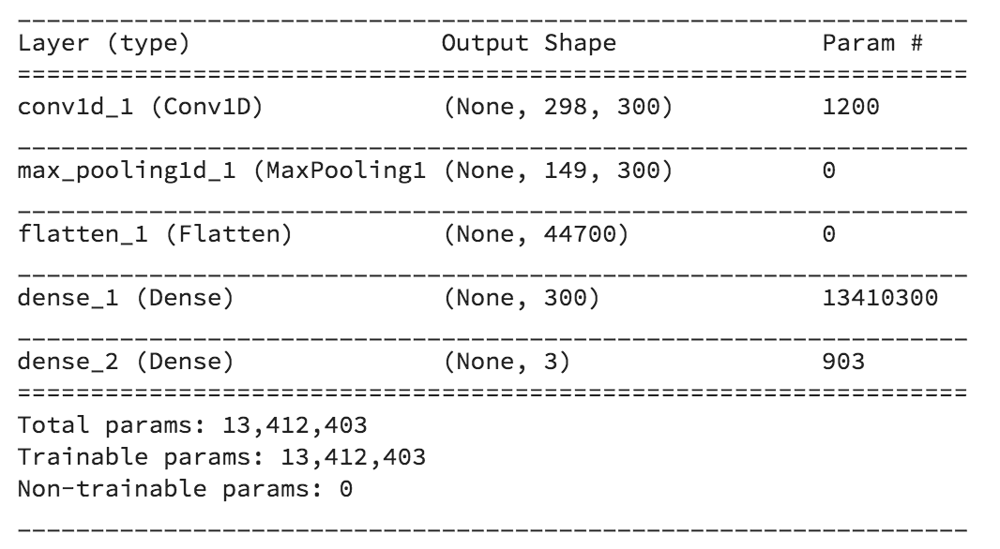 _________________________________________________________________
Layer (type)                 Output Shape              Param #
=================================================================
conv1d_1 (Conv1D)            (None, 298, 300)          1200
_________________________________________________________________
max_pooling1d_1 (MaxPooling1 (None, 149, 300)          0
_________________________________________________________________
flatten_1 (Flatten)          (None, 44700)             0
_________________________________________________________________
dense_1 (Dense)              (None, 300)               13410300
_________________________________________________________________
dense_2 (Dense)              (None, 3)                 903
=================================================================
Total params: 13,412,403
Trainable params: 13,412,403
Non-trainable params: 0
_________________________________________________________________